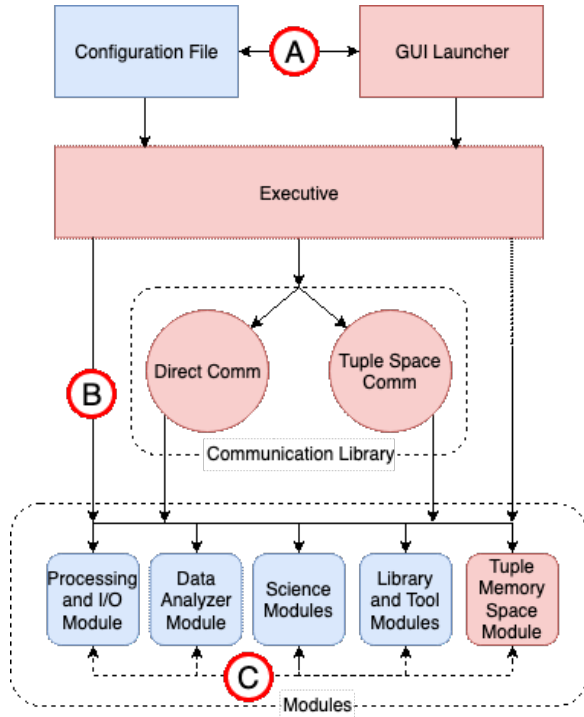 Configuration File
A
GUI Launcher
Executive
Direct Comm
Tuple Space
Comm
B
Communication Library
Processing
and I/O
Module
Data
Analyzer
Module
Science
Modules
Library
and Tool
Modules
Tuple
Memory
Space
Module
C
Modules